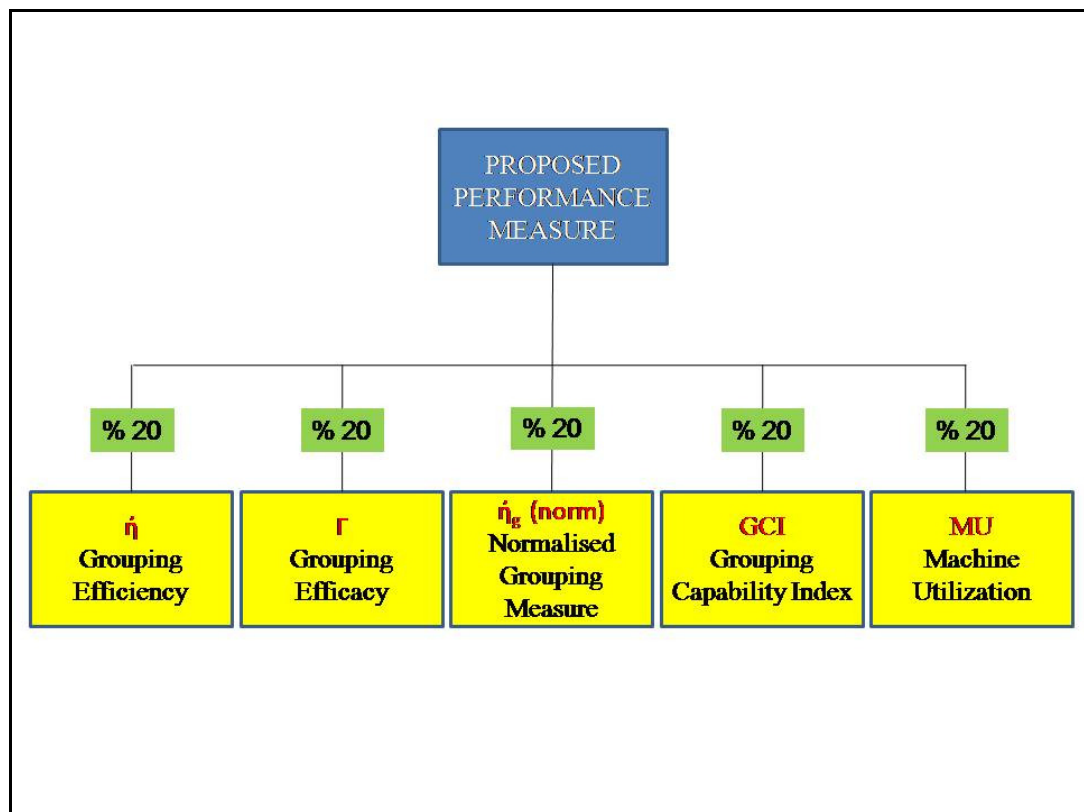 PROPOSED
PERFORMANCE
MEASURE
% 20
% 20
% 20
% 20
% 20
ή
Grouping
Efficiency
Γ
Grouping
Efficacy
ή_g (norm)
Normalised
Grouping
Measure
GCI
Grouping
Capability Index
MU
Machine
Utilization